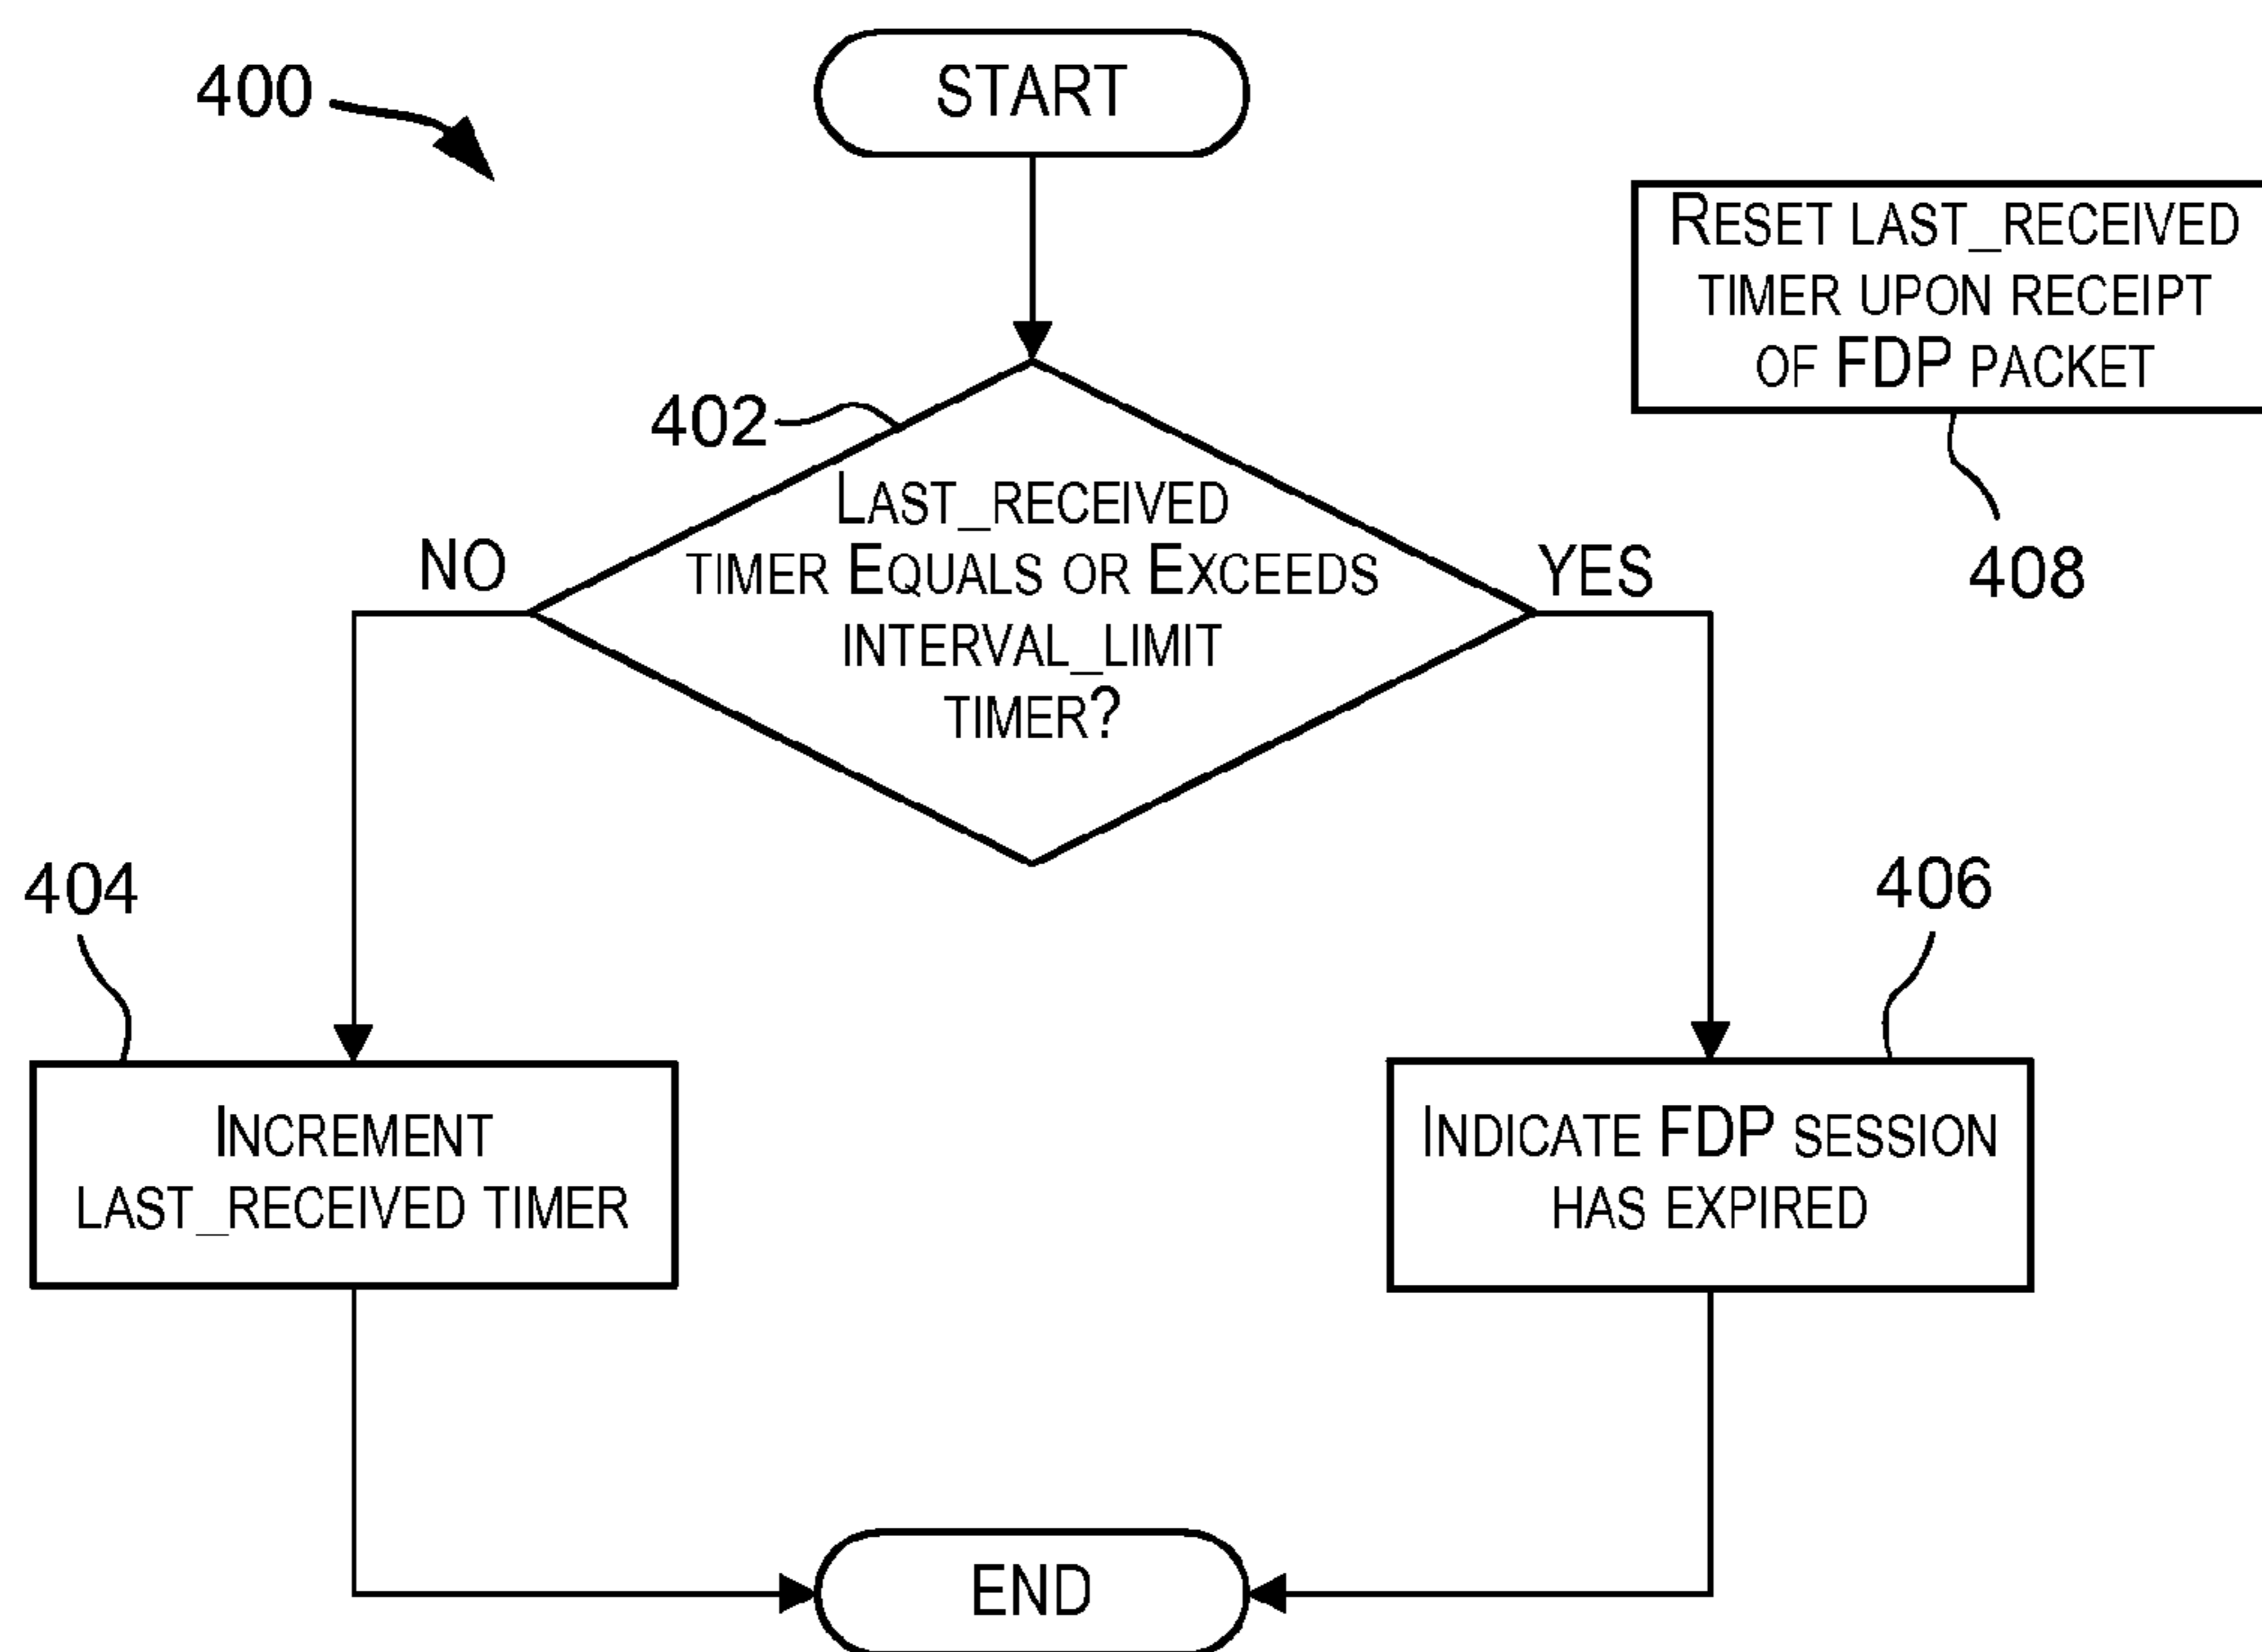 400
START
RESET LAST_RECEIVED
TIMER UPON RECEIPT
OF FDP PACKET
408
402
LAST_RECEIVED
TIMER EQUALS OR EXCEEDS
INTERVAL_LIMIT
TIMER?
NO
YES
404
INCREMENT
LAST_RECEIVED TIMER
406
INDICATE FDP SESSION
HAS EXPIRED
END